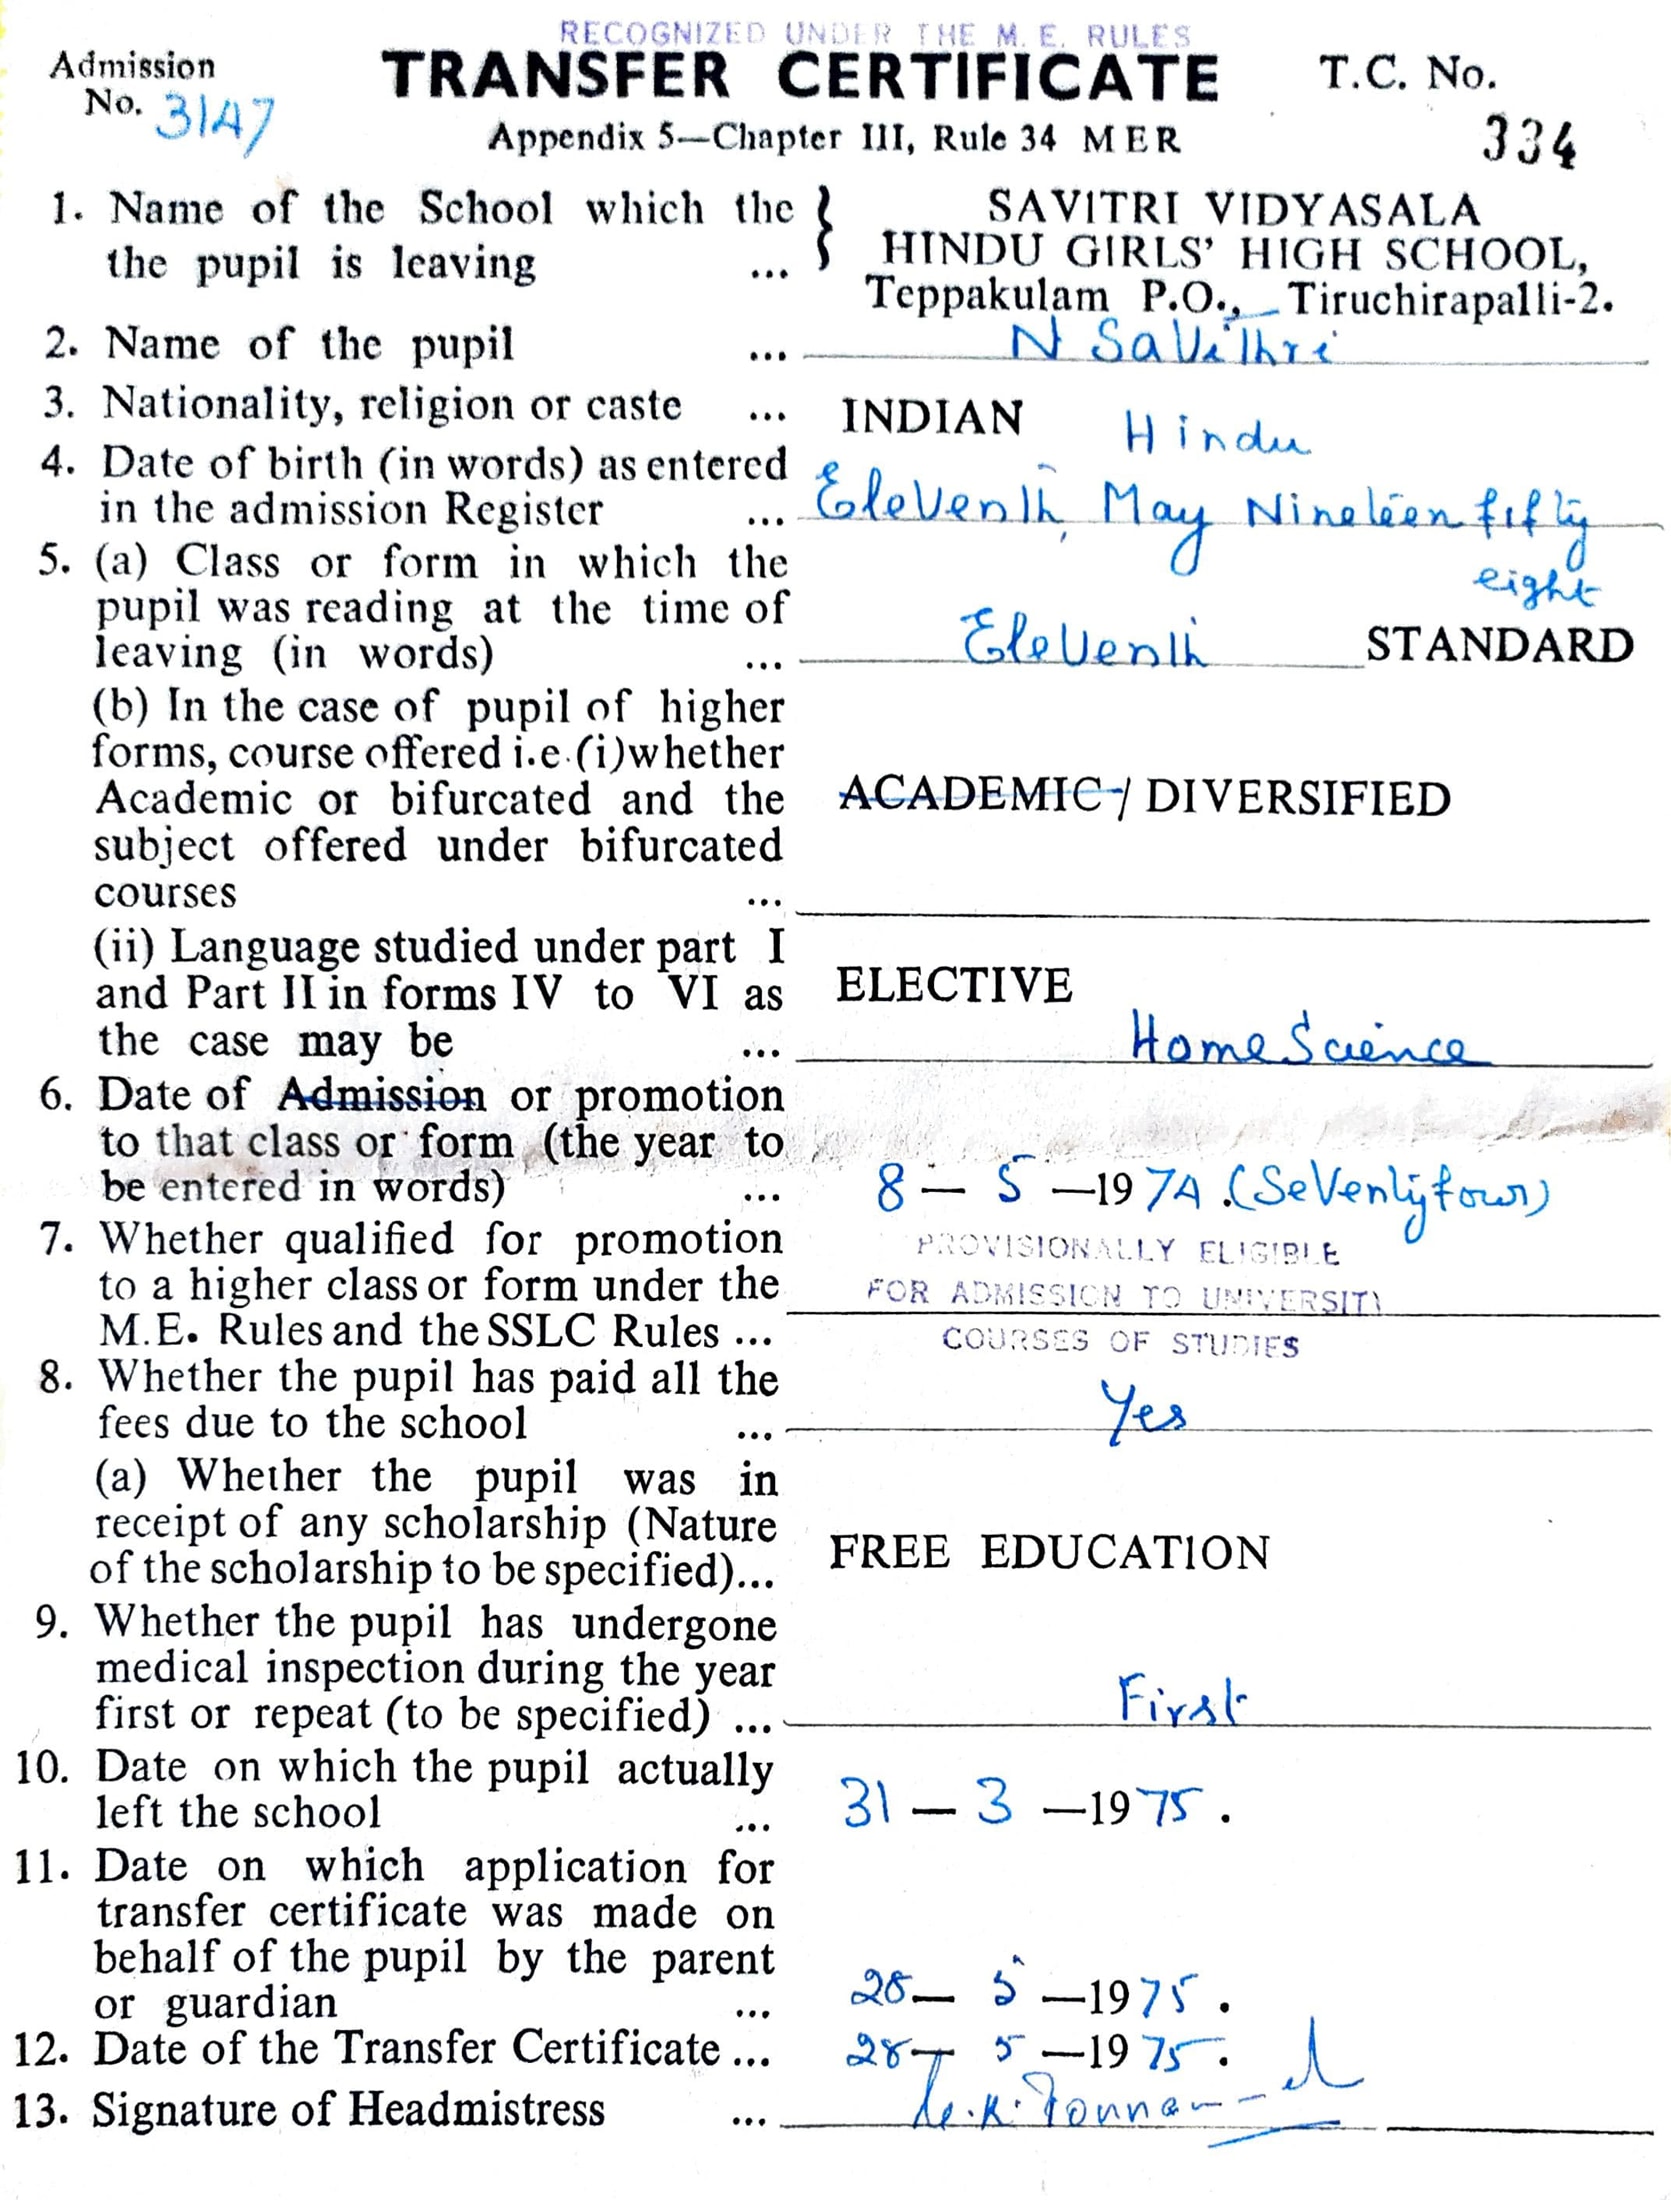 RECOGNIZED UNDER THE M. E. RULES
Admission
No. 3147
TRANSFER CERTIFICATE
T.C. No.
334
Appendix 5—Chapter III, Rule 34 MER
1. Name of the School which the
the pupil is leaving ...
SAVITRI VIDYASALA
HINDU GIRLS' HIGH SCHOOL,
Teppakulam P.O., Tiruchirapalli-2.
2. Name of the pupil ... N Savithri
3. Nationality, religion or caste ... INDIAN Hindu
4. Date of birth (in words) as entered
in the admission Register ... Eleventh, May Nineteen fifty
eight
5. (a) Class or form in which the
pupil was reading at the time of
leaving (in words) ... Eleventh STANDARD
(b) In the case of pupil of higher
forms, course offered i.e. (i) whether
Academic or bifurcated and the ACADEMIC / DIVERSIFIED
subject offered under bifurcated
courses ...
(ii) Language studied under part I
and Part II in forms IV to VI as ELECTIVE
the case may be ... Home Science
6. Date of Admission or promotion
to that class or form (the year to
be entered in words) ... 8 — 5 —1974. (Seventyfour)
7. Whether qualified for promotion
to a higher class or form under the
M.E. Rules and the SSLC Rules ...
PROVISIONALLY ELIGIBLE
FOR ADMISSION TO UNIVERSITY
COURSES OF STUDIES
8. Whether the pupil has paid all the
fees due to the school ... Yes
(a) Whether the pupil was in
receipt of any scholarship (Nature
of the scholarship to be specified)... FREE EDUCATION
9. Whether the pupil has undergone
medical inspection during the year
first or repeat (to be specified) ... First
10. Date on which the pupil actually
left the school ... 31 — 3 —1975.
11. Date on which application for
transfer certificate was made on
behalf of the pupil by the parent
or guardian ... 28— 5 —1975.
12. Date of the Transfer Certificate ... 28— 5 —1975.
13. Signature of Headmistress ...